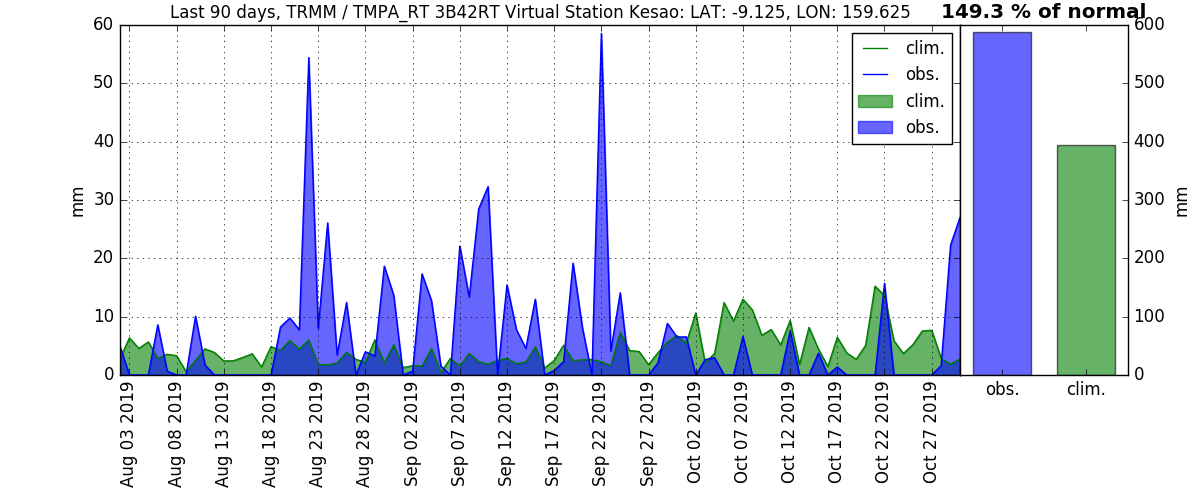 Last 90 days, TRMM / TMPA_RT 3B42RT Virtual Station Kesao: LAT: -9.125, LON: 159.625
149.3 % of normal
60
50
40
30
20
10
0
mm
clim.
obs.
clim.
obs.
600
500
400
300
200
100
0
mm
Aug 03 2019
Aug 08 2019
Aug 13 2019
Aug 18 2019
Aug 23 2019
Aug 28 2019
Sep 02 2019
Sep 07 2019
Sep 12 2019
Sep 17 2019
Sep 22 2019
Sep 27 2019
Oct 02 2019
Oct 07 2019
Oct 12 2019
Oct 17 2019
Oct 22 2019
Oct 27 2019
obs.
clim.